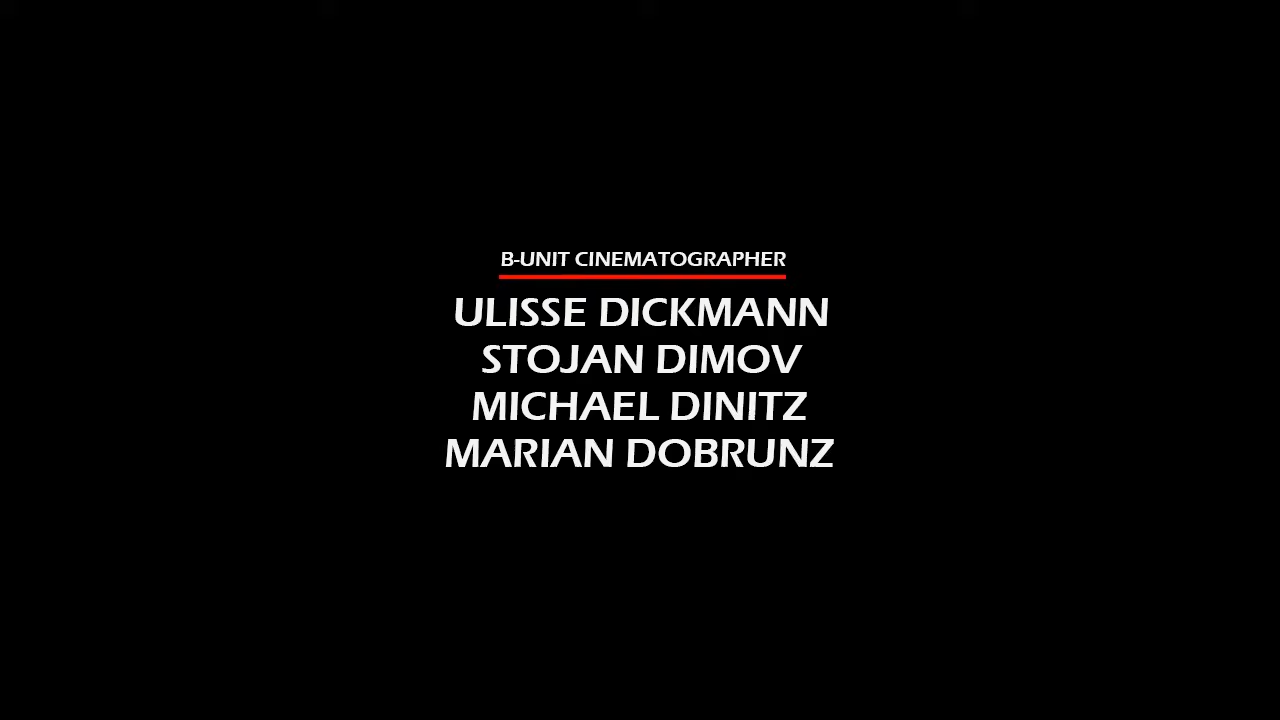 B-UNIT CINEMATOGRAPHER
ULISSE DICKMANN
STOJAN DIMOV
MICHAEL DINITZ
MARIAN DOBRUNZ